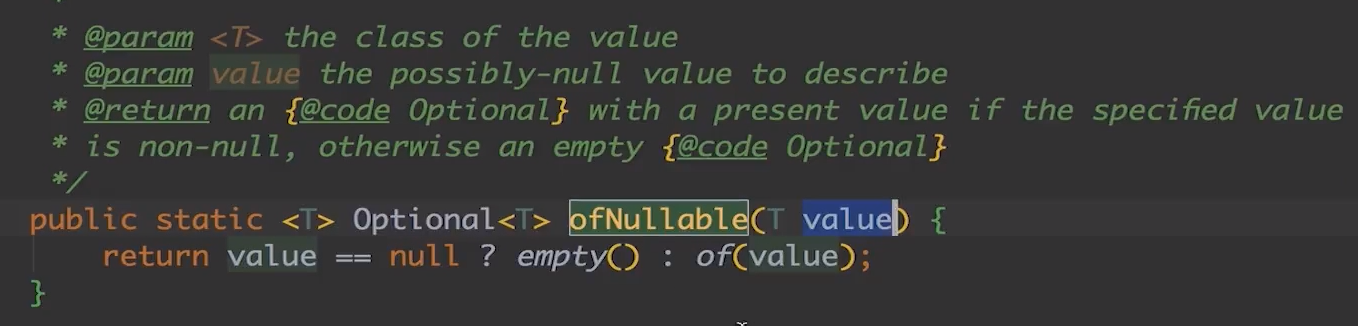 * @param <T> the class of the value
* @param value the possibly-null value to describe
* @return an {@code Optional} with a present value if the specified value
* is non-null, otherwise an empty {@code Optional}
*/
public static <T> Optional<T> ofNullable(T value) {
return value == null ? empty() : of(value);
}